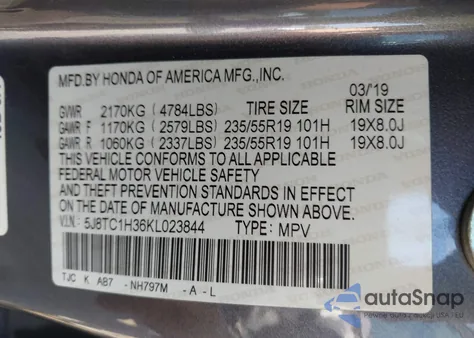 MFD.BY HONDA OF AMERICA MFG.,INC.
03/19
GVWR 2170KG (4784LBS) TIRE SIZE RIM SIZE
GAWR F 1170KG (2579LBS) 235/55R19 101H 19X8.0J
GAWR R 1060KG (2337LBS) 235/55R19 101H 19X8.0J
THIS VEHICLE CONFORMS TO ALL APPLICABLE
FEDERAL MOTOR VEHICLE SAFETY
AND THEFT PREVENTION STANDARDS IN EFFECT
ON THE DATE OF MANUFACTURE SHOWN ABOVE.
V.I.N.: 5J8TC1H36KL023844 TYPE: MPV
TJC K AB7 -NH797M -A-L
autoSnap